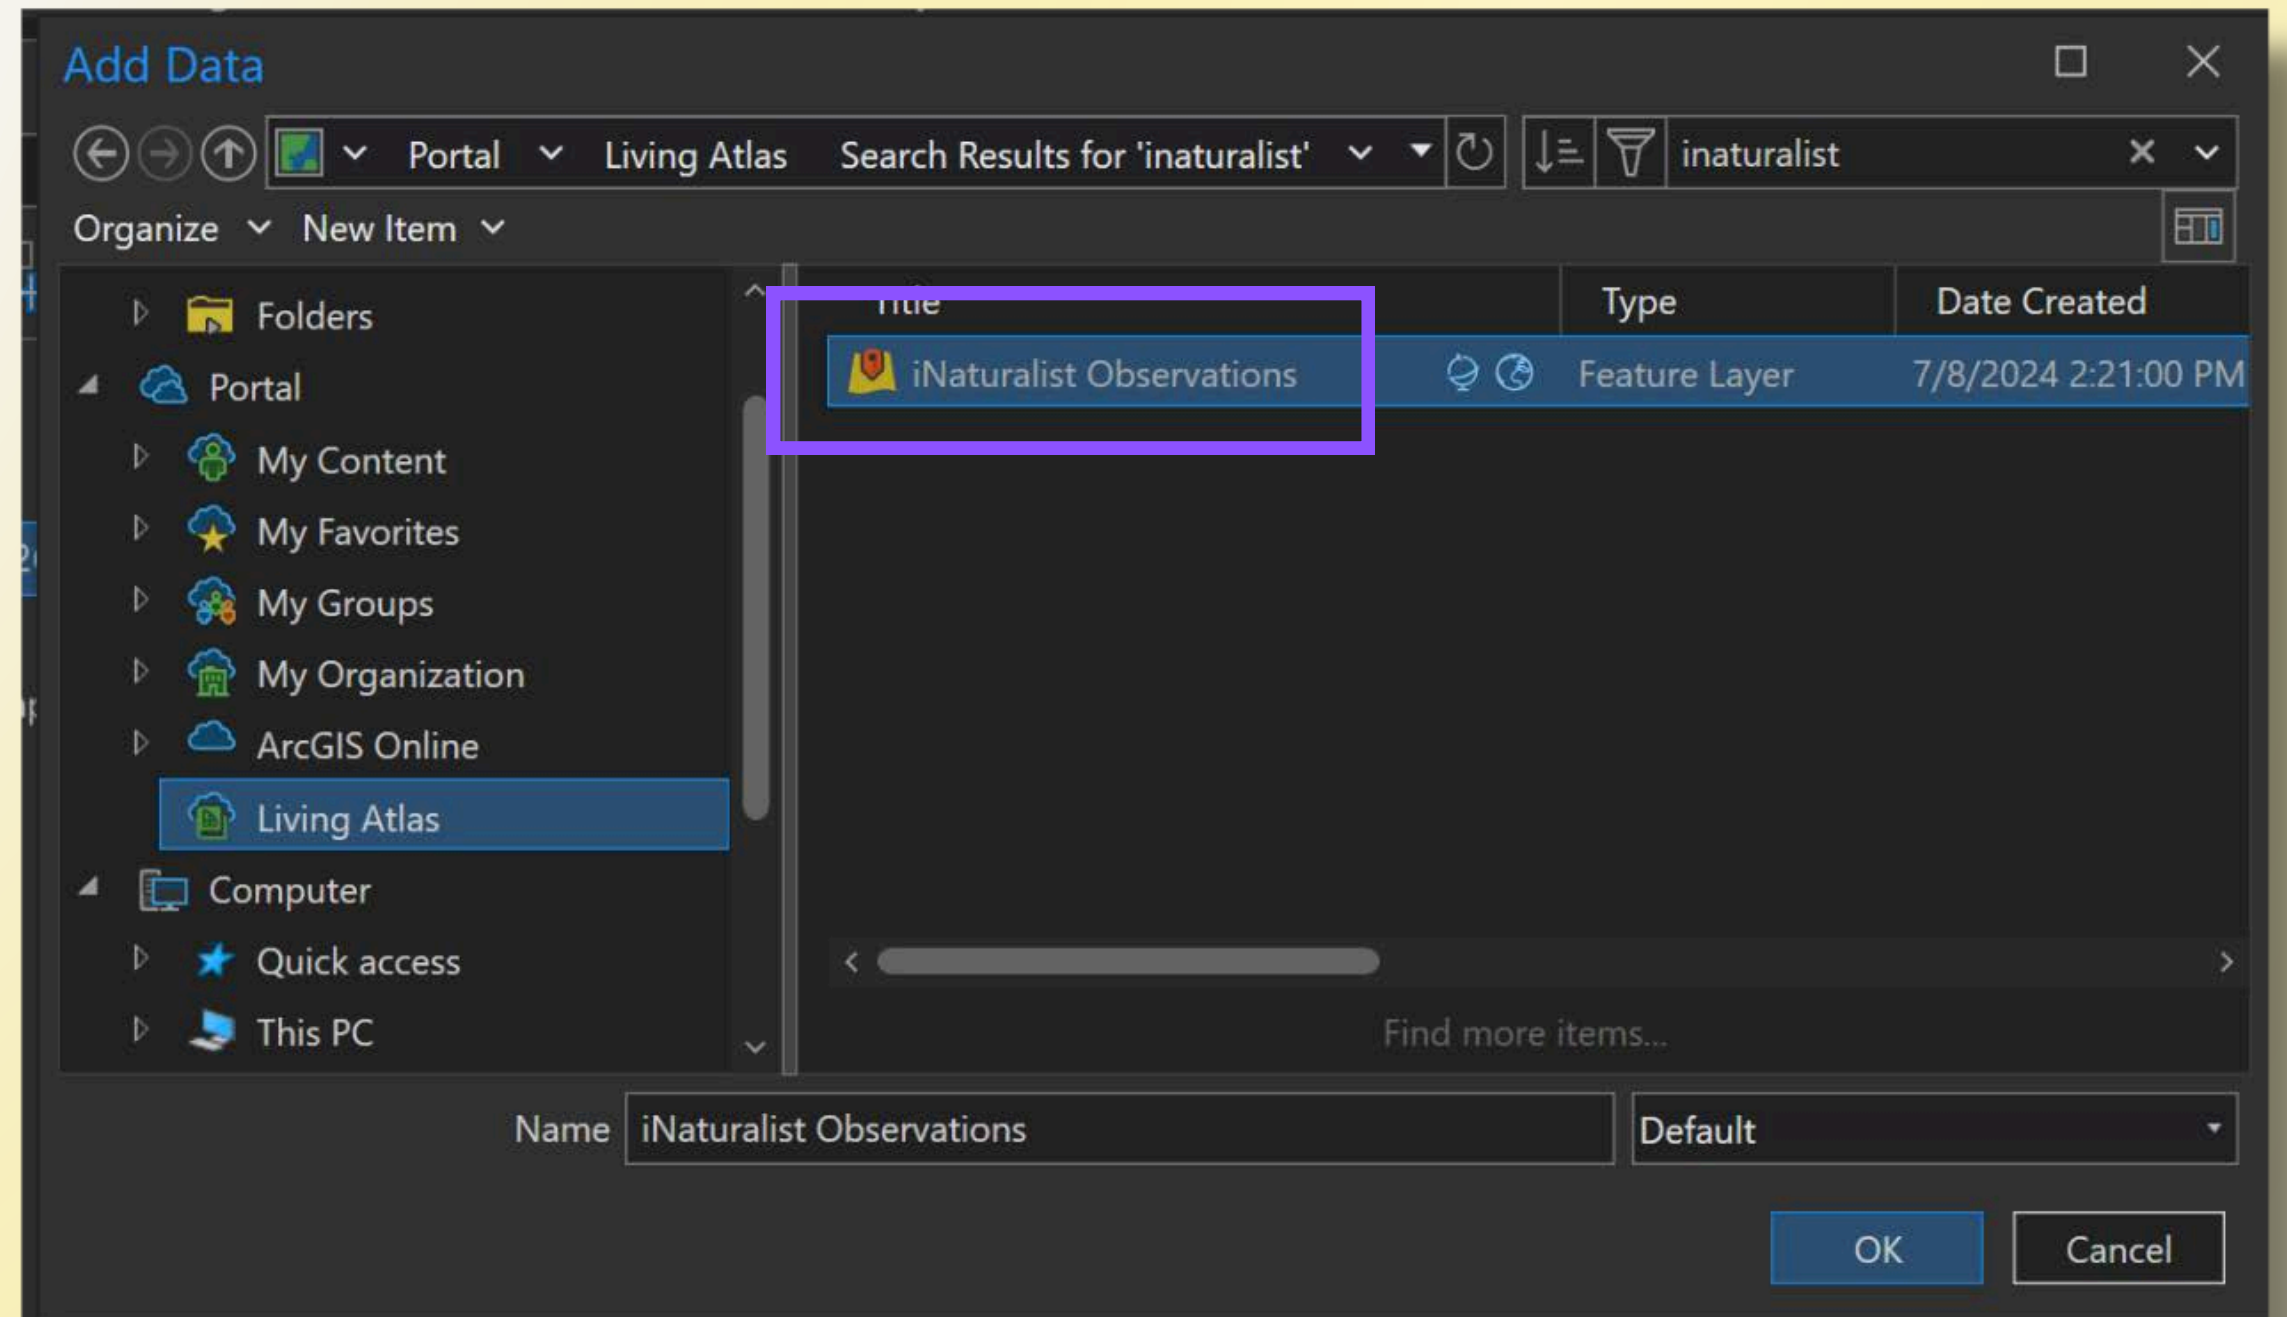 Add Data
Portal Living Atlas Search Results for 'inaturalist' inaturalist
Organize New Item
Folders
Portal
My Content
My Favorites
My Groups
My Organization
ArcGIS Online
Living Atlas
Computer
Quick access
This PC
Title Type Date Created
iNaturalist Observations Feature Layer 7/8/2024 2:21:00 PM
Find more items...
Name iNaturalist Observations Default
OK Cancel